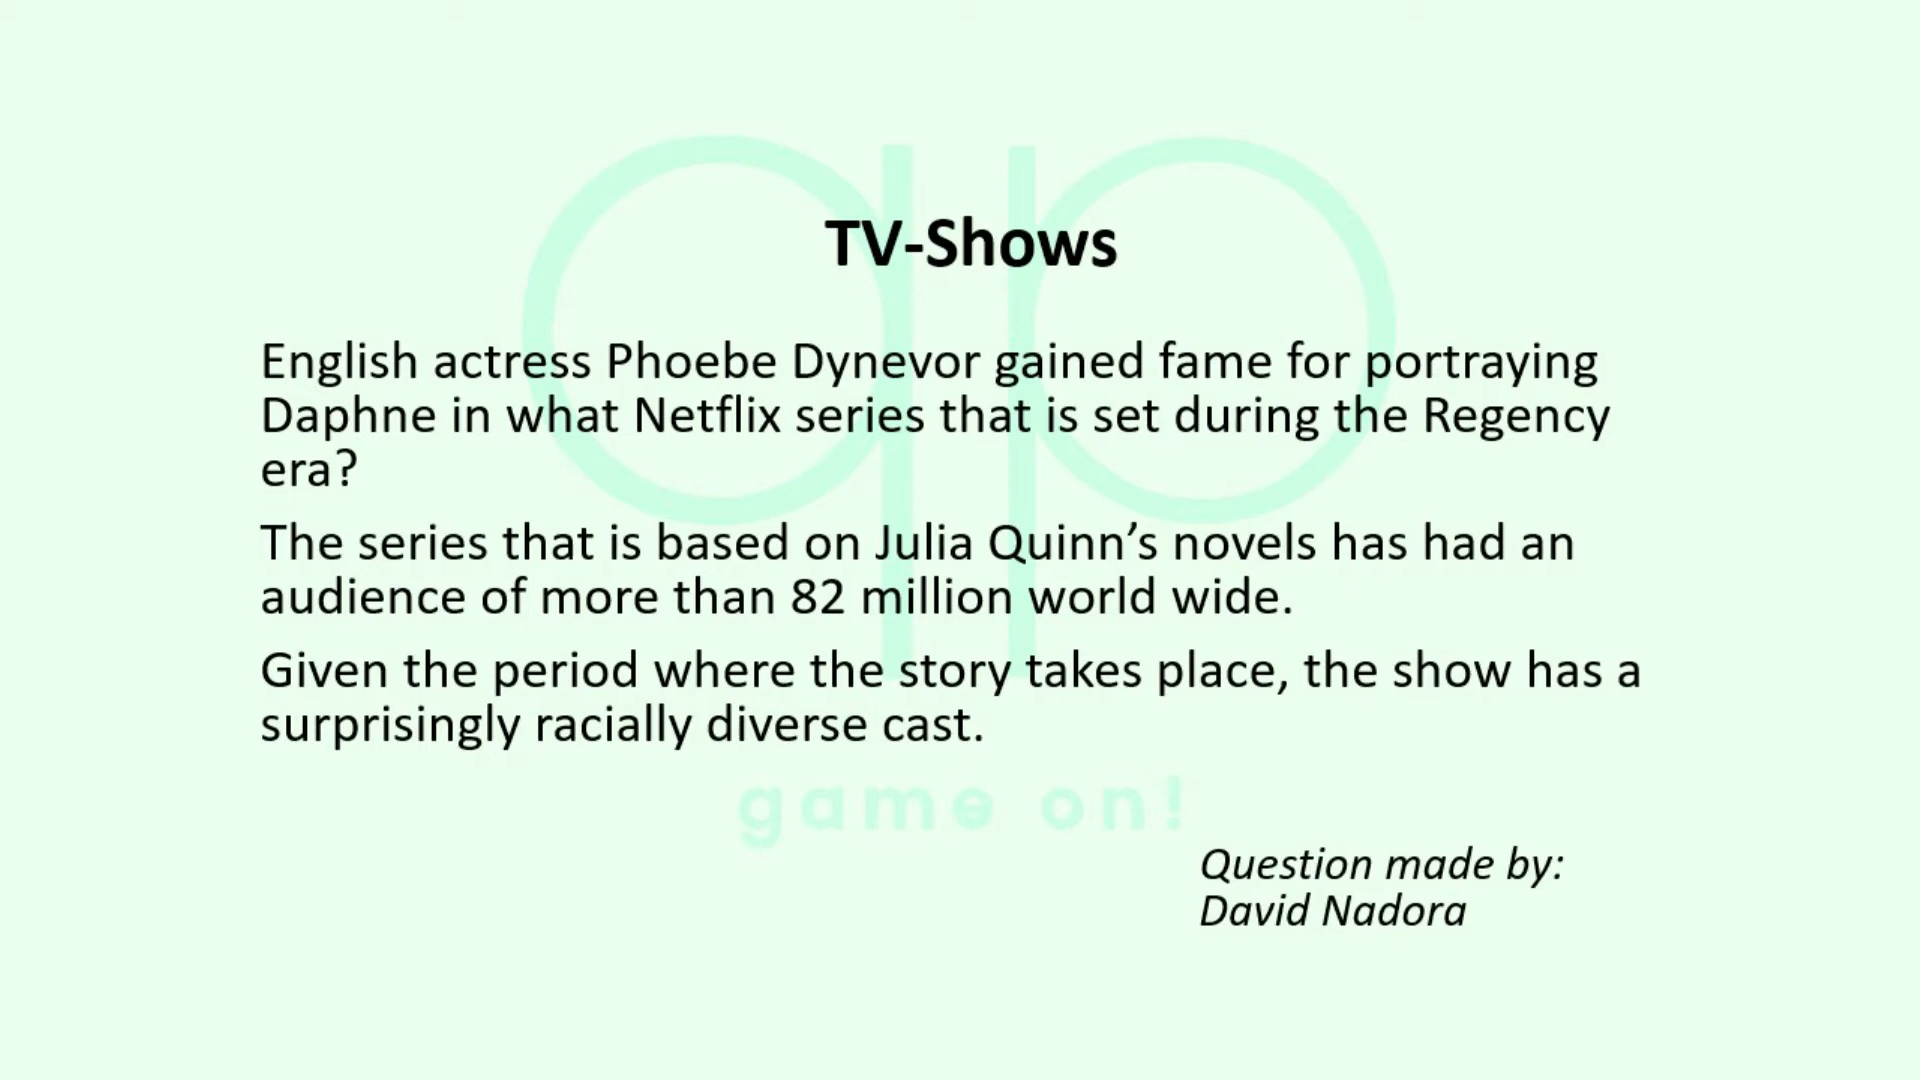 TV-Shows
English actress Phoebe Dynevor gained fame for portraying
Daphne in what Netflix series that is set during the Regency
era?
The series that is based on Julia Quinn’s novels has had an
audience of more than 82 million world wide.
Given the period where the story takes place, the show has a
surprisingly racially diverse cast.
game on!
Question made by:
David Nadora